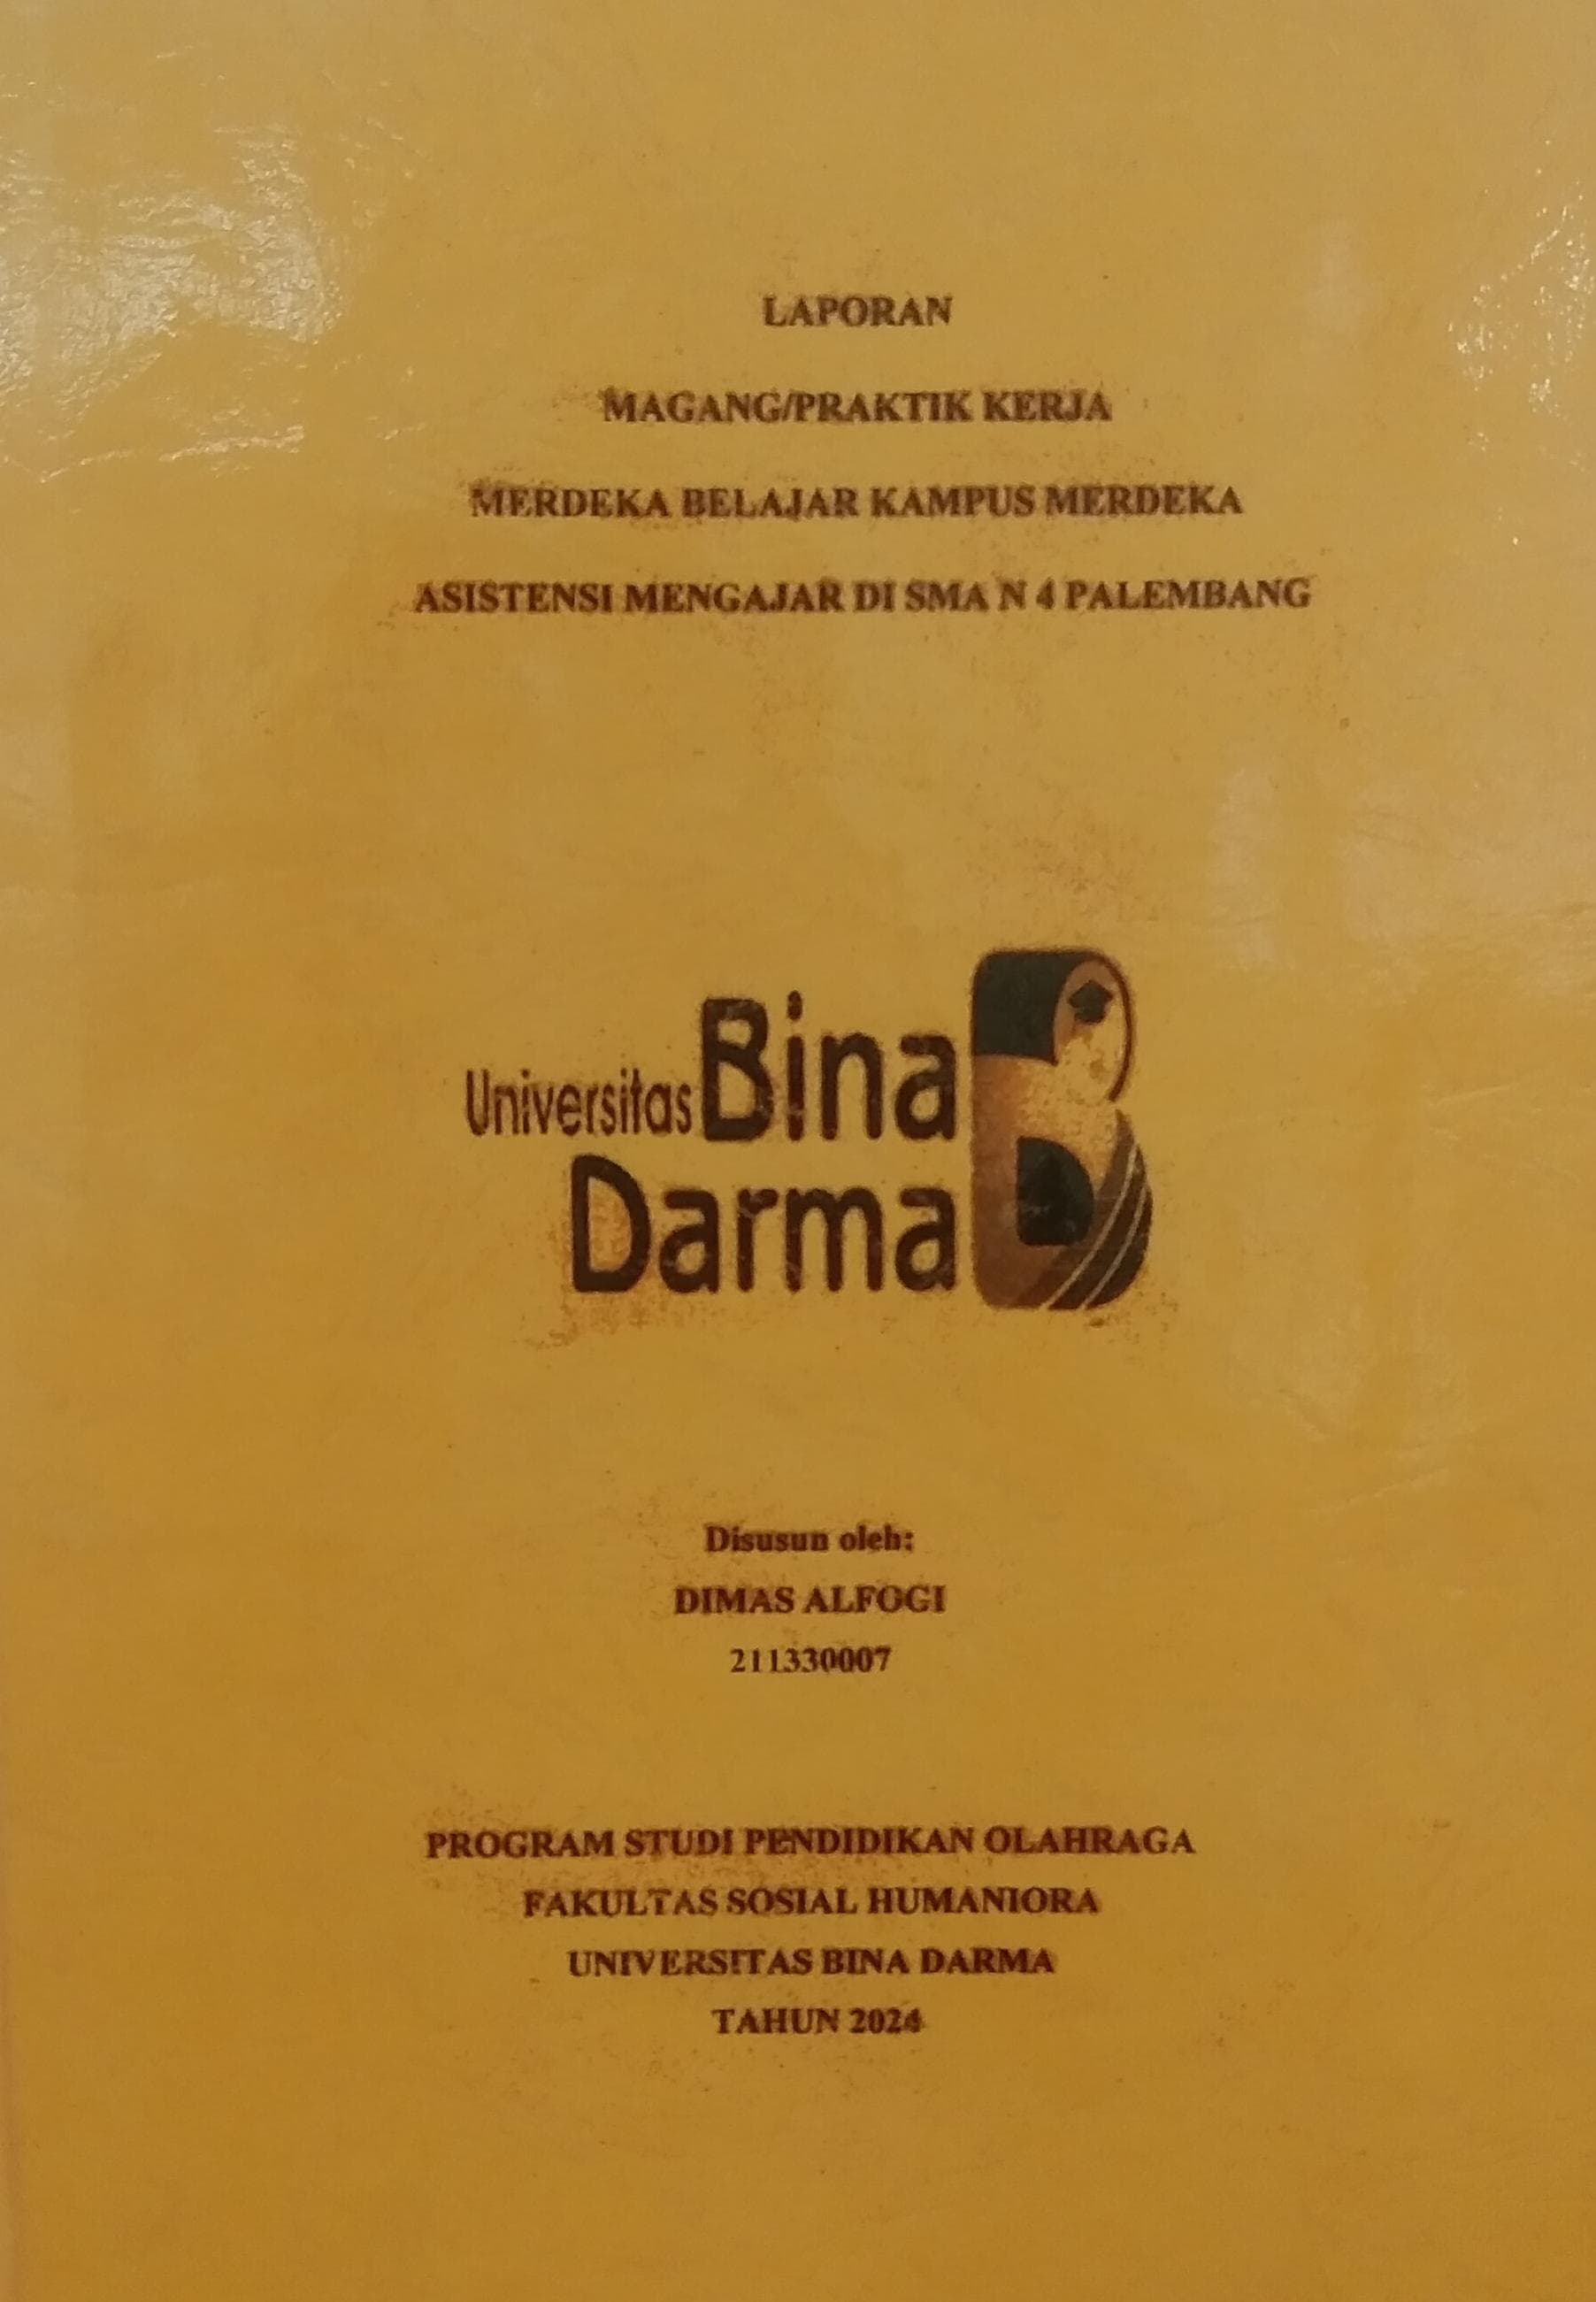 LAPORAN
MAGANG/PRAKTIK KERJA
MERDEKA BELAJAR KAMPUS MERDEKA
ASISTENSI MENGAJAR DI SMA N 4 PALEMBANG
Universitas Bina
Darma
Disusun oleh:
DIMAS ALFOGI
211330007
PROGRAM STUDI PENDIDIKAN OLAHRAGA
FAKULTAS SOSIAL HUMANIORA
UNIVERSITAS BINA DARMA
TAHUN 2024